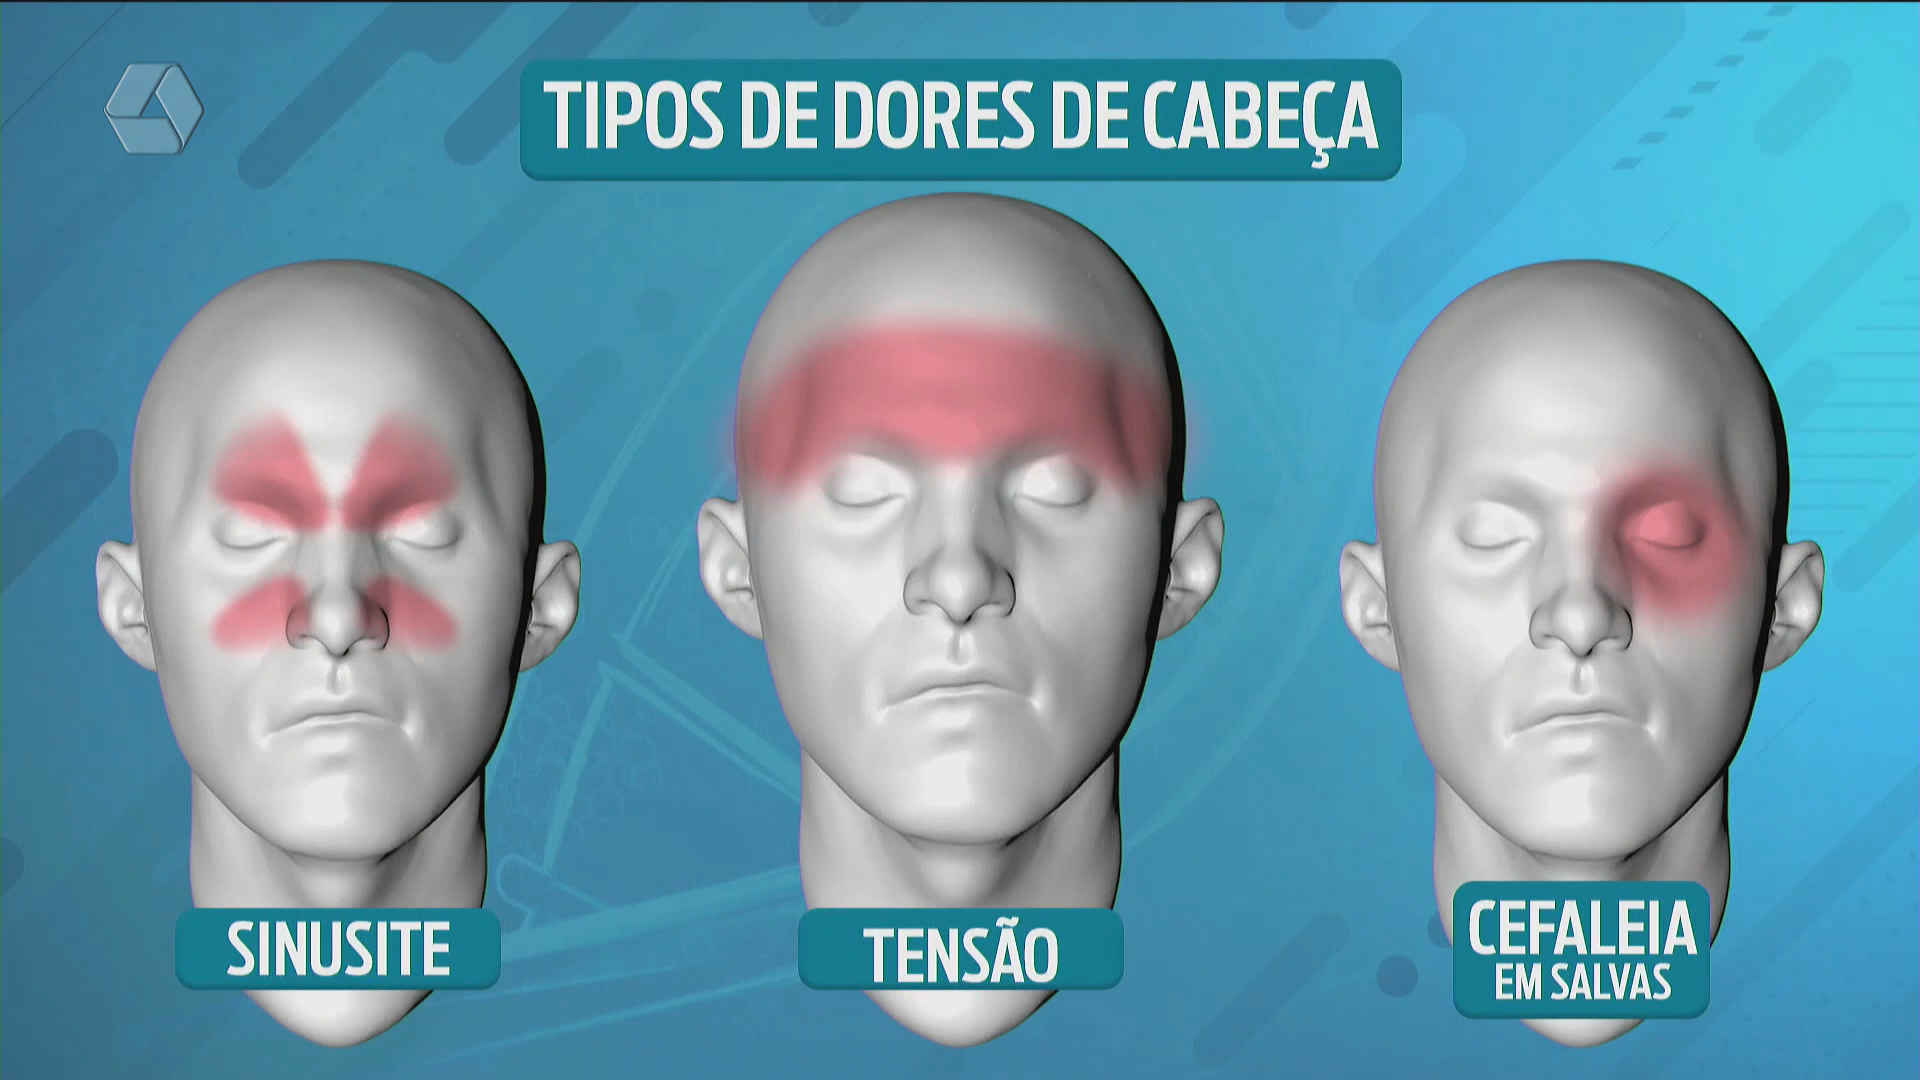 TIPOS DE DORES DE CABEÇA
SINUSITE
TENSÃO
CEFALEIA
EM SALVAS